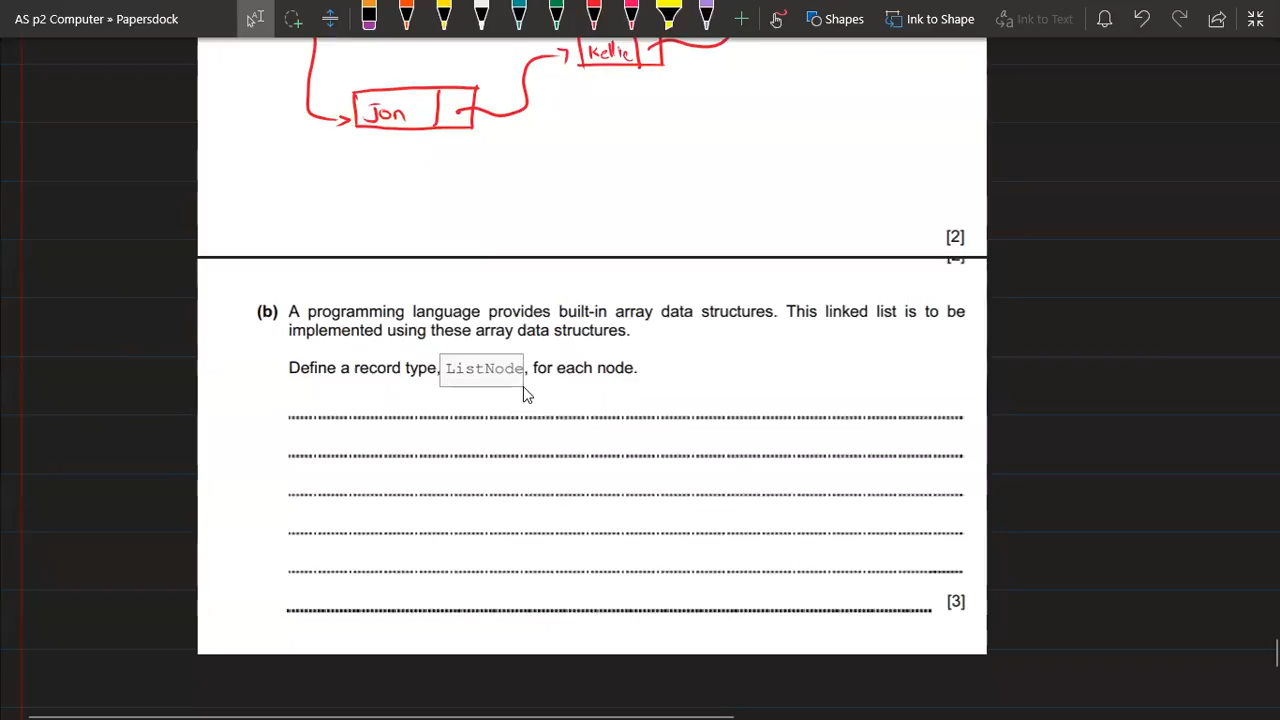 AS p2 Computer » Papersdock
Shapes
Ink to Shape
Ink to Text
Kellie
Jon
[2]
(b) A programming language provides built-in array data structures. This linked list is to be
implemented using these array data structures.
Define a record type, ListNode, for each node.
[3]